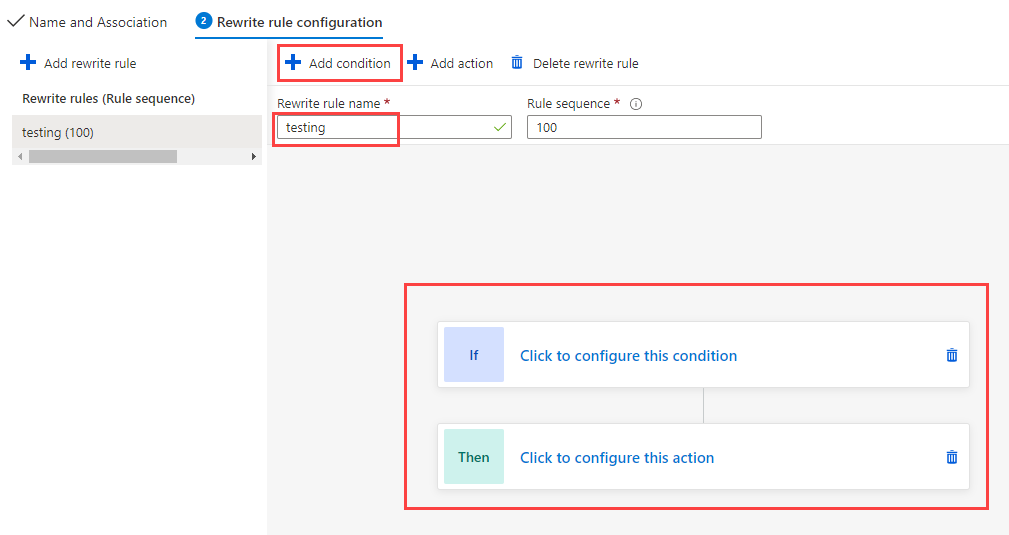 Name and Association
2 Rewrite rule configuration
Add rewrite rule
Add condition
Add action
Delete rewrite rule
Rewrite rules (Rule sequence)
testing (100)
Rewrite rule name *
Rule sequence *
testing
100
If
Click to configure this condition
Then
Click to configure this action